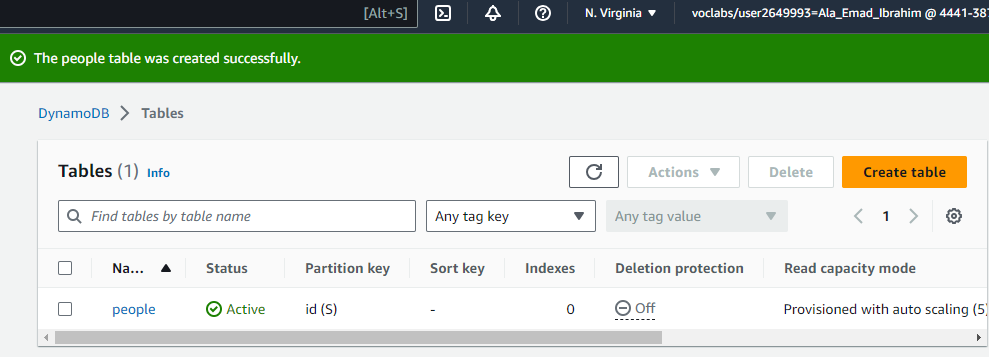 [Alt+S] N. Virginia ▼ voclabs/user2649993=Ala_Emad_Ibrahim @ 4441-387
The people table was created successfully.
DynamoDB > Tables
Tables (1) Info Actions ▼ Delete Create table
Find tables by table name Any tag key ▼ Any tag value ▼ < 1 >
Na... ▲ Status Partition key Sort key Indexes Deletion protection Read capacity mode
people Active id (S) - 0 Off Provisioned with auto scaling (5)